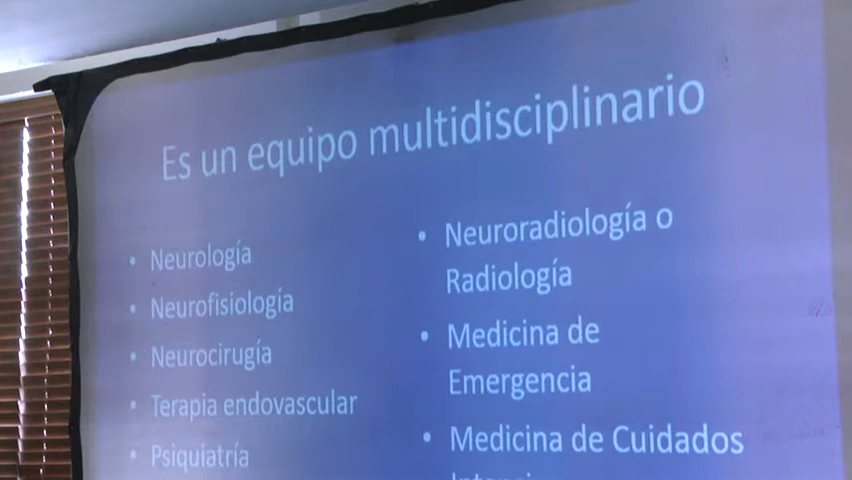 Es un equipo multidisciplinario
• Neurología
• Neurofisiología
• Neurocirugía
• Terapia endovascular
• Psiquiatría
• Neuroradiología o
Radiología
• Medicina de
Emergencia
• Medicina de Cuidados